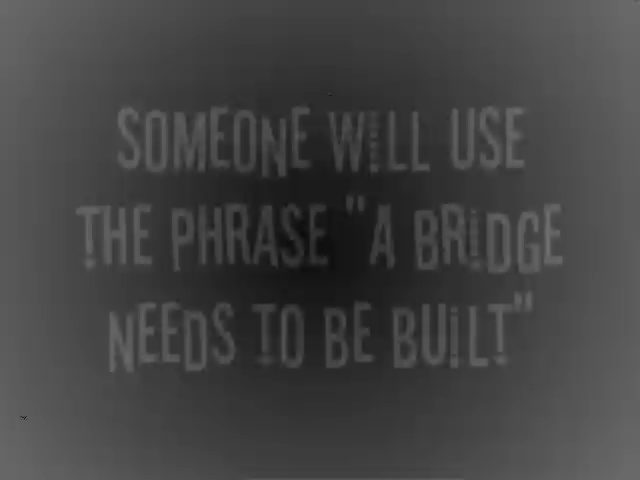 SOMEONE WILL USE
THE PHRASE "A BRIDGE
NEEDS TO BE BUILT"